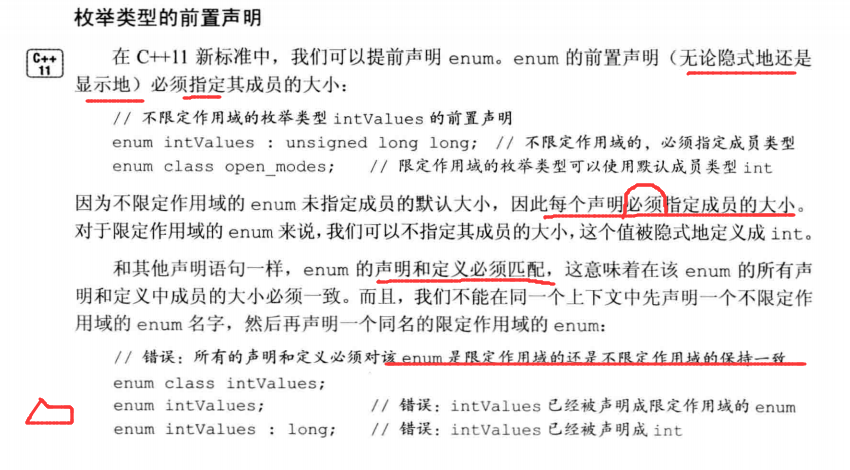 枚举类型的前置声明
C++
11
在 C++11 新标准中，我们可以提前声明 enum。enum 的前置声明（无论隐式地还是
显示地）必须指定其成员的大小：
// 不限定作用域的枚举类型 intValues 的前置声明
enum intValues : unsigned long long; // 不限定作用域的，必须指定成员类型
enum class open_modes; // 限定作用域的枚举类型可以使用默认成员类型 int
因为不限定作用域的 enum 未指定成员的默认大小，因此每个声明必须指定成员的大小。
对于限定作用域的 enum 来说，我们可以不指定其成员的大小，这个值被隐式地定义成 int。
和其他声明语句一样，enum 的声明和定义必须匹配，这意味着在该 enum 的所有声
明和定义中成员的大小必须一致。而且，我们不能在同一个上下文中先声明一个不限定作
用域的 enum 名字，然后再声明一个同名的限定作用域的 enum：
// 错误：所有的声明和定义必须对该 enum 是限定作用域的还是不限定作用域的保持一致
enum class intValues;
enum intValues; // 错误：intValues 已经被声明成限定作用域的 enum
enum intValues : long; // 错误：intValues 已经被声明成 int